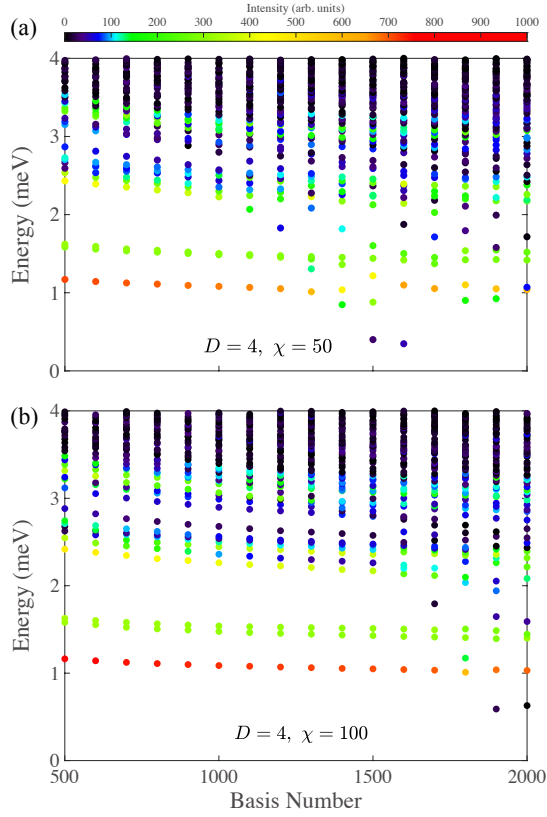 Intensity (arb. units)
0 100 200 300 400 500 600 700 800 900 1000
(a)
4
3
2
1
0
Energy (meV)
D = 4, χ = 50
(b)
4
3
2
1
0
Energy (meV)
D = 4, χ = 100
500 1000 1500 2000
Basis Number